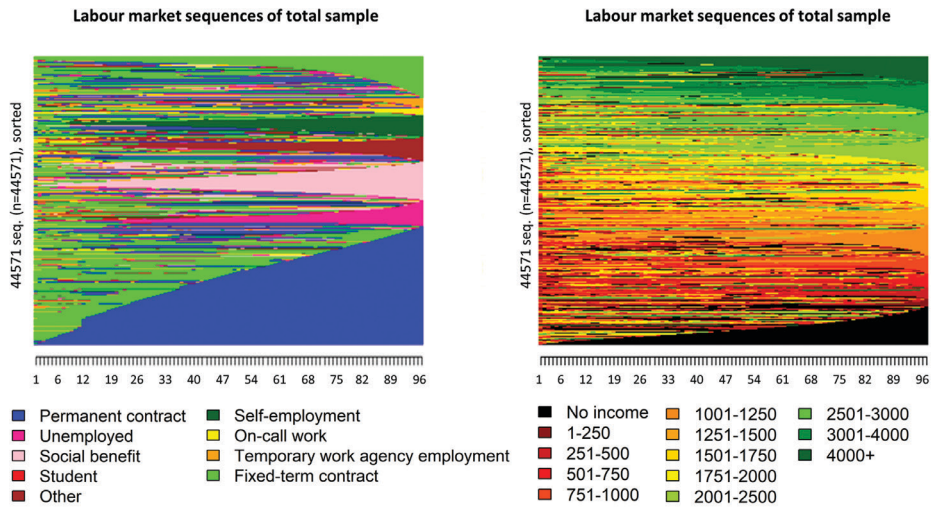 Labour market sequences of total sample
44571 seq. (n=44571), sorted
1 6 12 19 26 33 40 47 54 61 68 75 82 89 96
Permanent contract
Unemployed
Social benefit
Student
Other
Self-employment
On-call work
Temporary work agency employment
Fixed-term contract
Labour market sequences of total sample
44571 seq. (n=44571), sorted
1 6 12 19 26 33 40 47 54 61 68 75 82 89 96
No income
1-250
251-500
501-750
751-1000
1001-1250
1251-1500
1501-1750
1751-2000
2001-2500
2501-3000
3001-4000
4000+